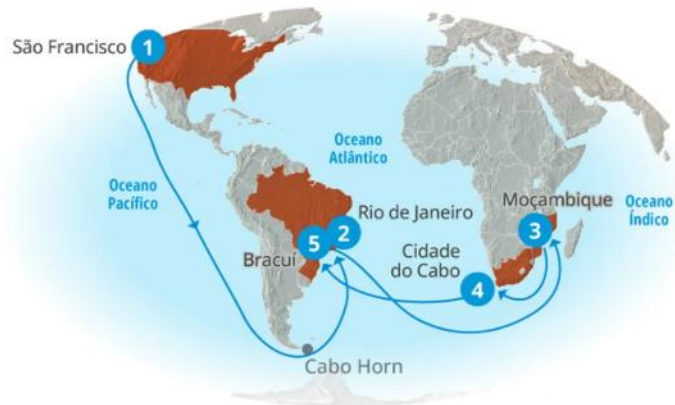 São Francisco
1
Oceano
Atlântico
Oceano
Pacífico
Moçambique
Oceano
Índico
Rio de Janeiro
2
3
5
Bracuí
Cidade
do Cabo
4
Cabo Horn